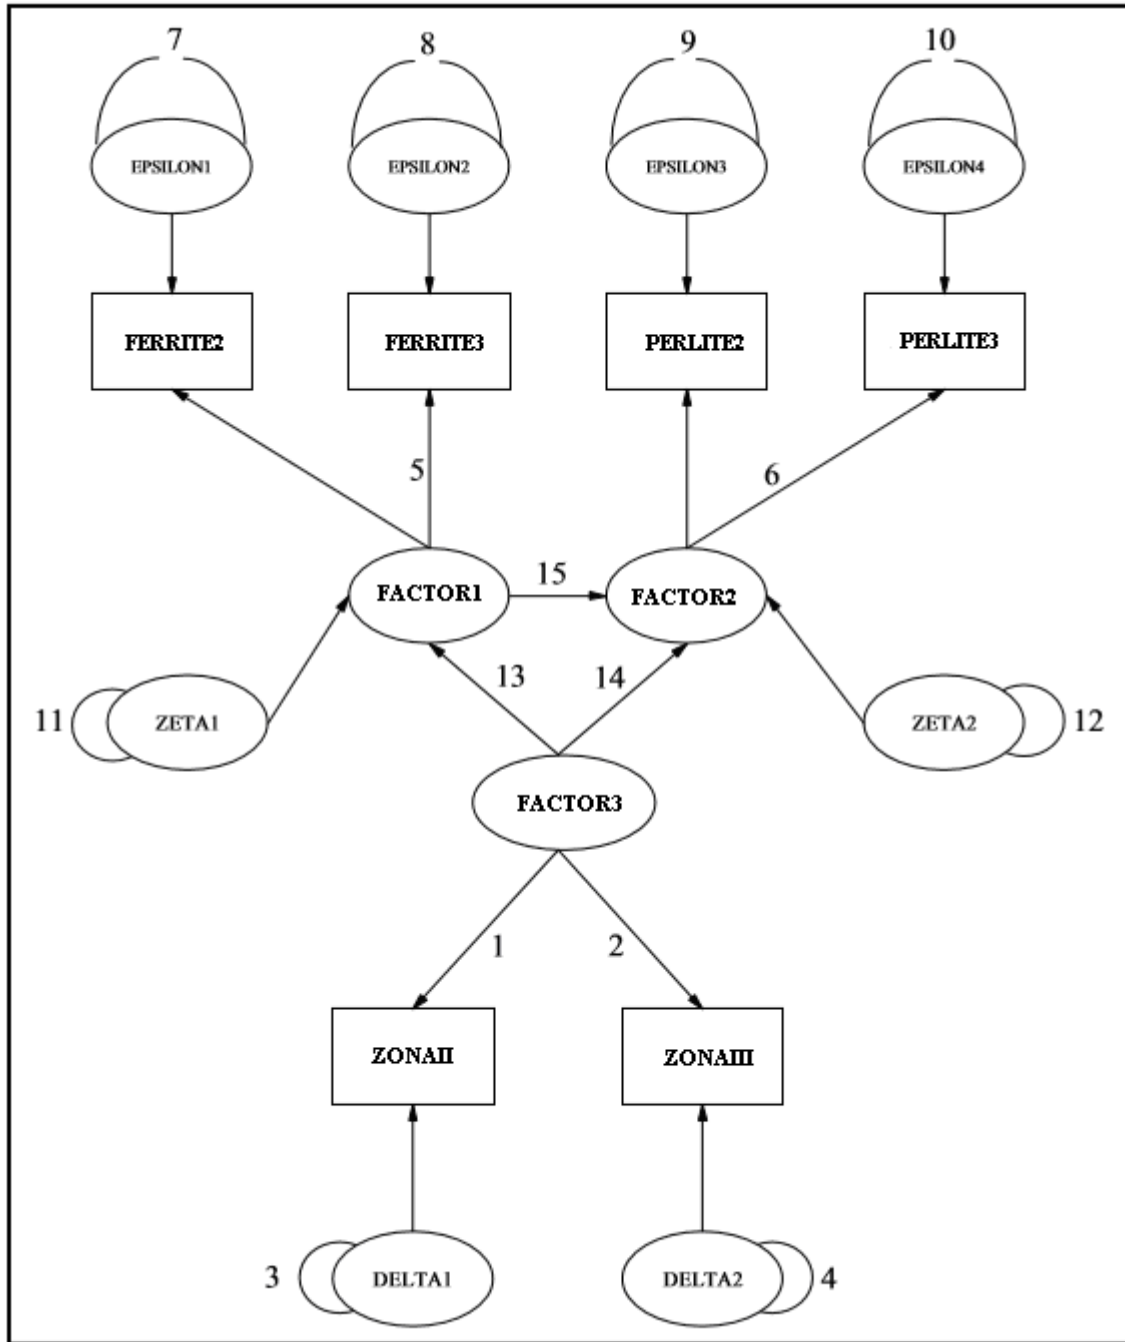 7 8 9 10
EPSILON1 EPSILON2 EPSILON3 EPSILON4
FERRITE2 FERRITE3 PERLITE2 PERLITE3
5 6
15
FACTOR1 FACTOR2
13 14
11 ZETA1 ZETA2 12
FACTOR3
1 2
ZONAII ZONAIII
3 DELTA1 DELTA2 4